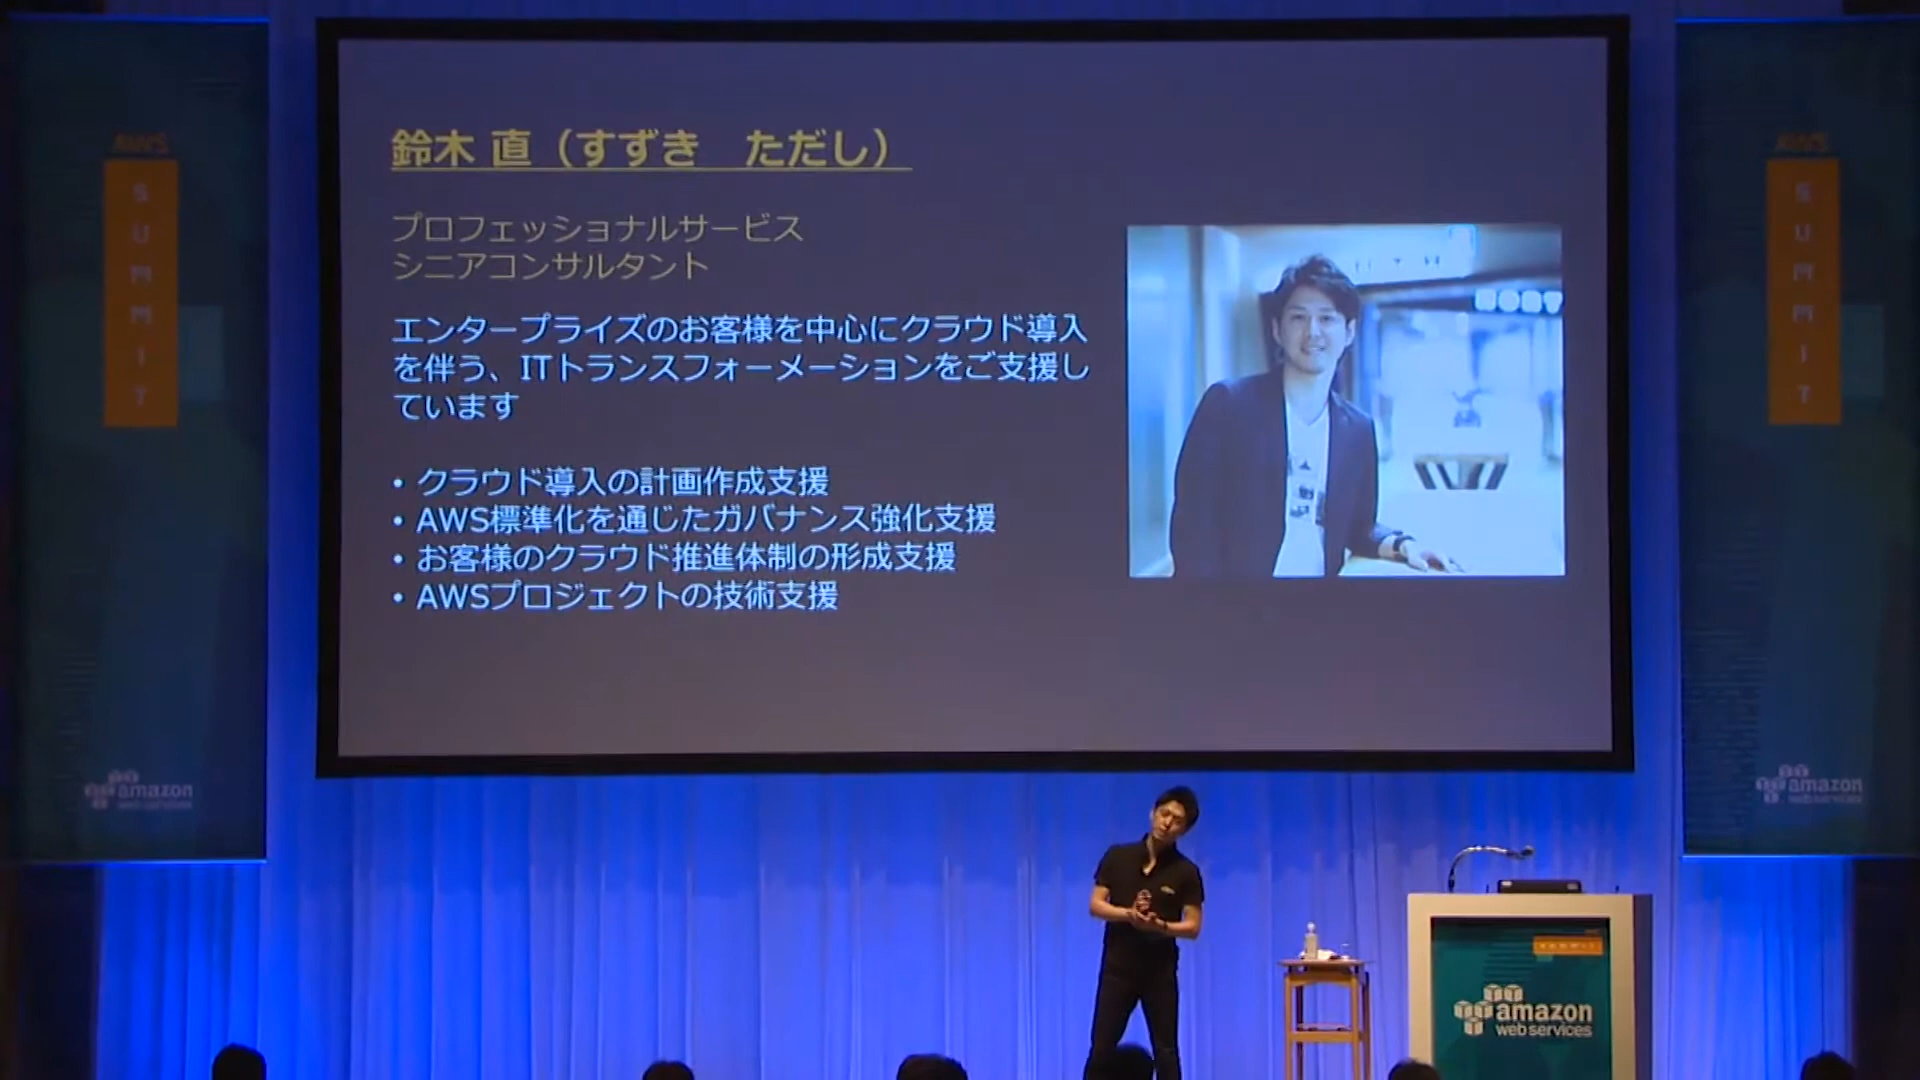 鈴木 直（すずき　ただし）
プロフェッショナルサービス
シニアコンサルタント
エンタープライズのお客様を中心にクラウド導入
を伴う、ITトランスフォーメーションをご支援し
ています
• クラウド導入の計画作成支援
• AWS標準化を通じたガバナンス強化支援
• お客様のクラウド推進体制の形成支援
• AWSプロジェクトの技術支援
AWS
SUMMIT
amazon
web services
AWS
SUMMIT
amazon
web services
SUMMIT
amazon
web services